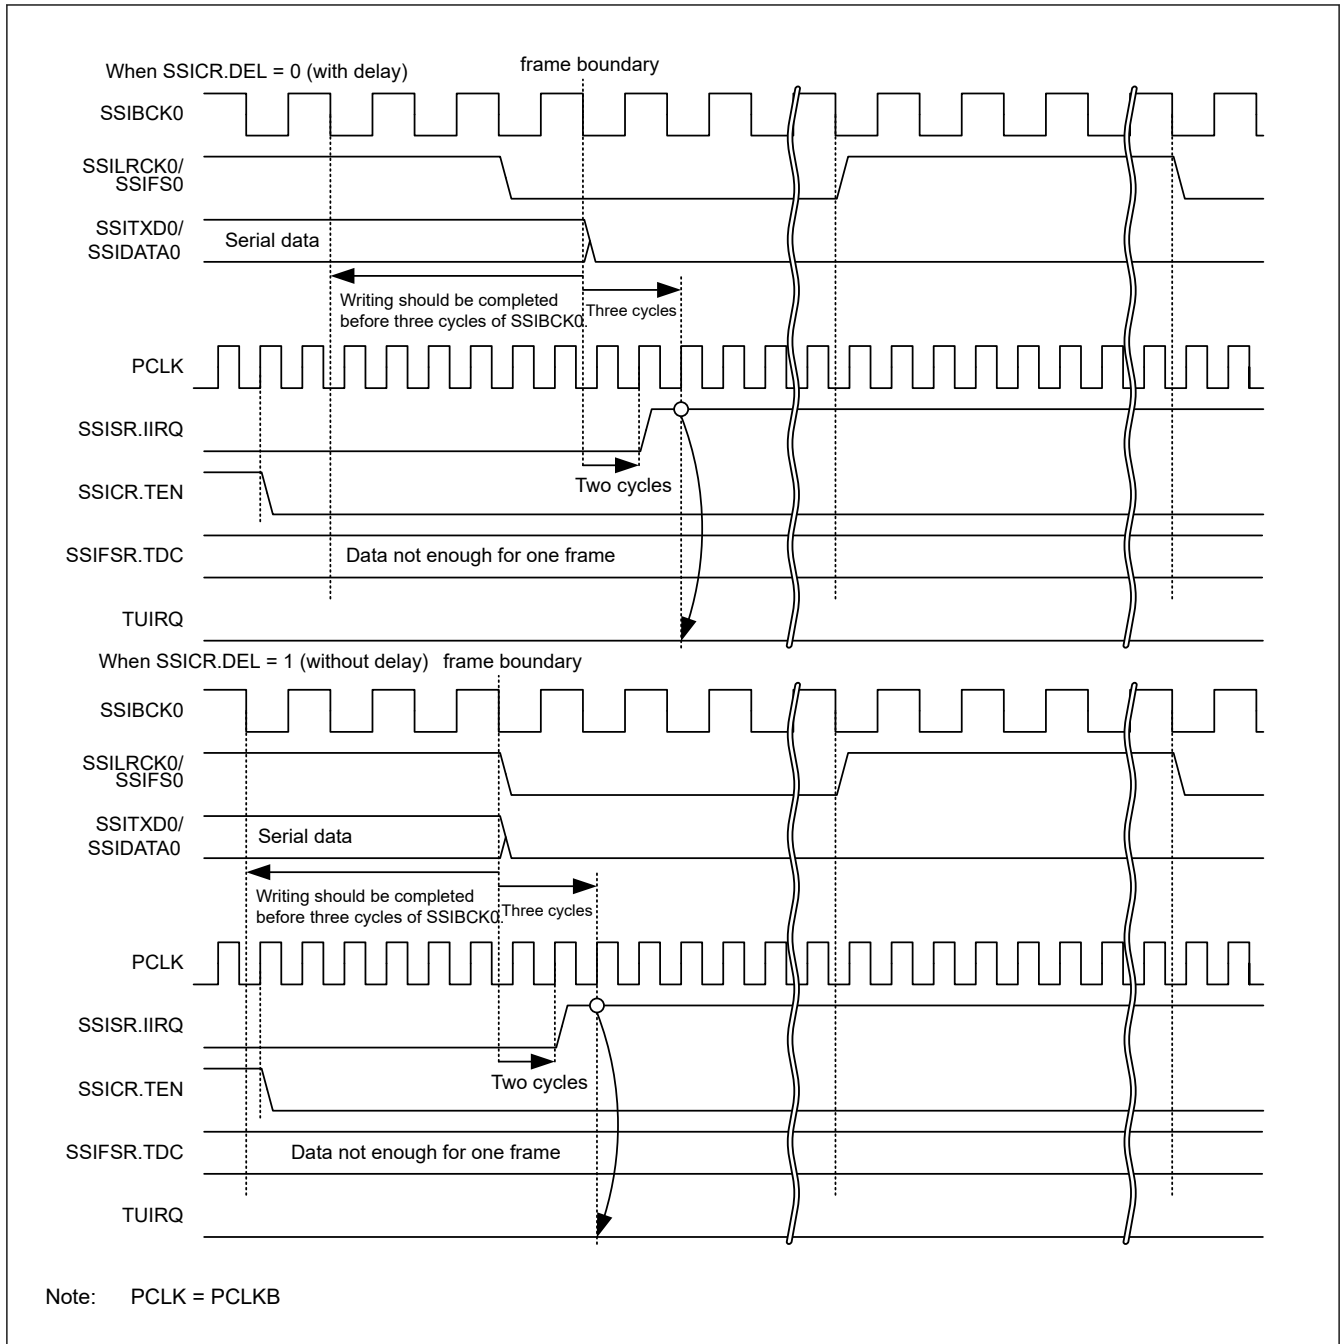 When SSICR.DEL = 0 (with delay)
frame boundary
SSIBCK0
SSILRCK0/
SSIFS0
SSITXD0/
SSIDATA0
Serial data
Writing should be completed
before three cycles of SSIBCK0.
Three cycles
PCLK
SSISR.IIRQ
Two cycles
SSICR.TEN
SSIFSR.TDC
Data not enough for one frame
TUIRQ
When SSICR.DEL = 1 (without delay)
frame boundary
SSIBCK0
SSILRCK0/
SSIFS0
SSITXD0/
SSIDATA0
Serial data
Writing should be completed
before three cycles of SSIBCK0.
Three cycles
PCLK
SSISR.IIRQ
Two cycles
SSICR.TEN
SSIFSR.TDC
Data not enough for one frame
TUIRQ
Note: PCLK = PCLKB